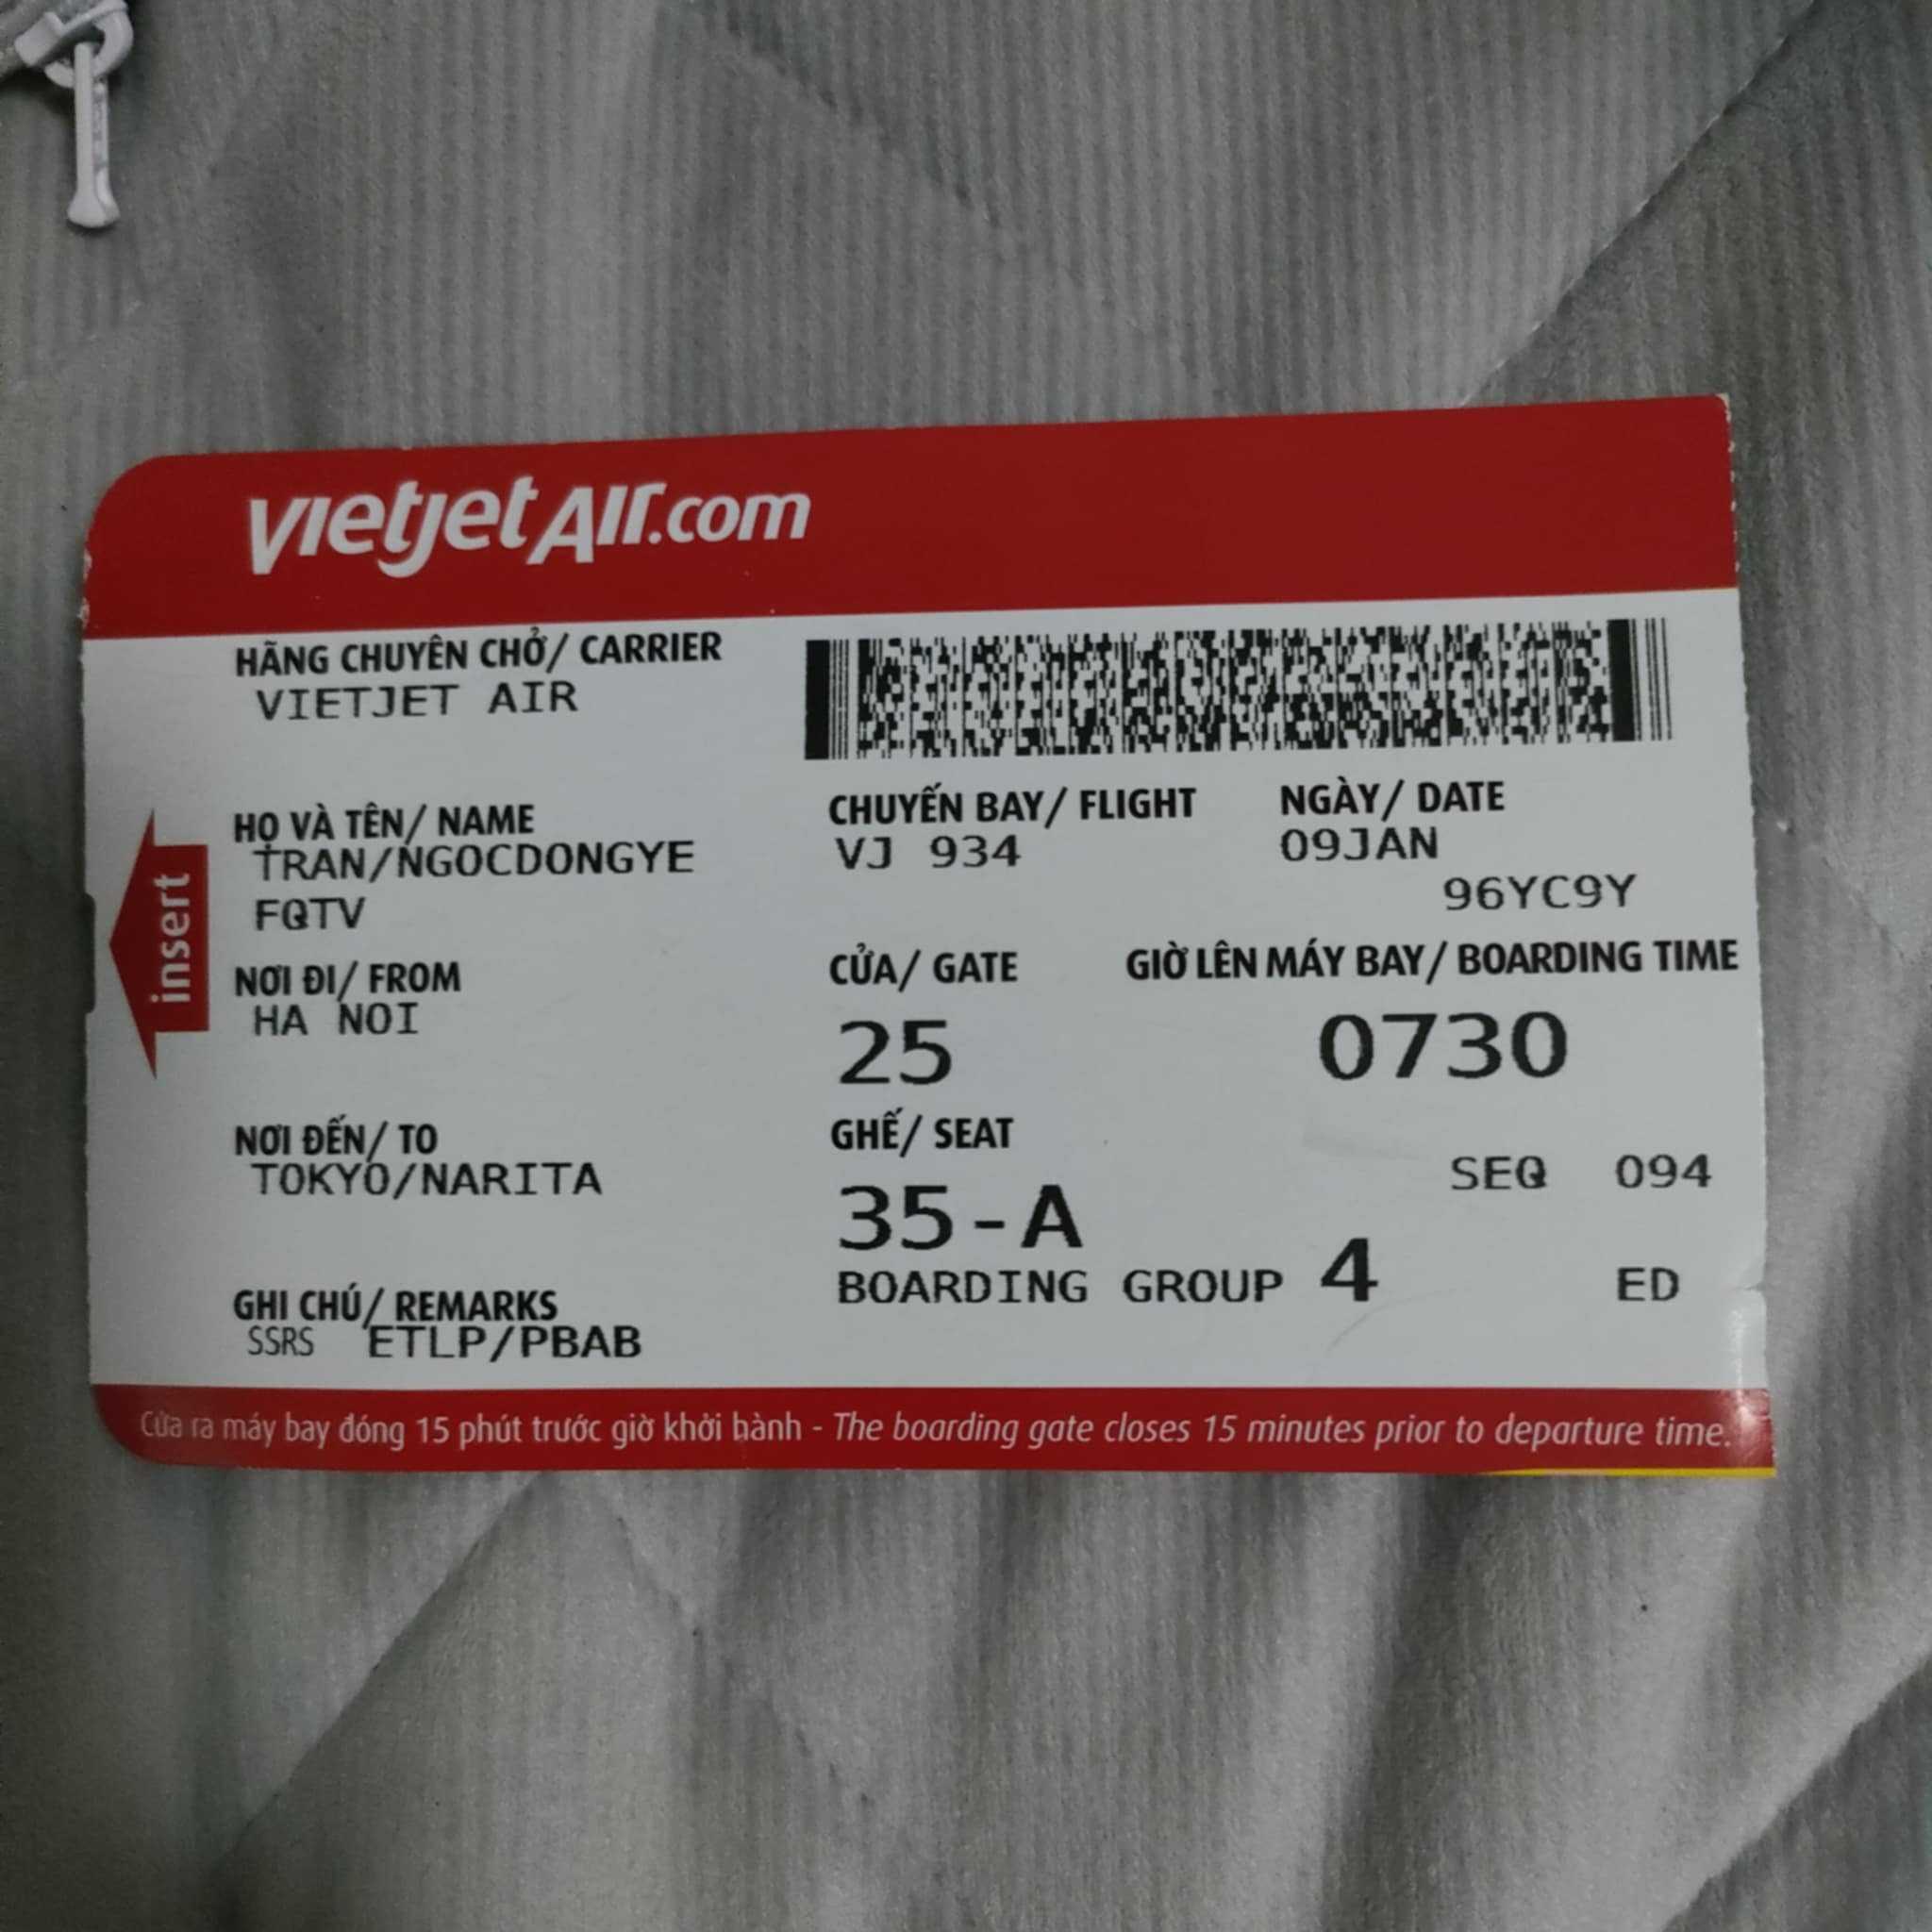 vietjetAir.com
HÃNG CHUYÊN CHỞ/ CARRIER
VIETJET AIR
HỌ VÀ TÊN/ NAME
TRAN/NGOCDONGYE
FQTV
CHUYẾN BAY/ FLIGHT
VJ 934
NGÀY/ DATE
09JAN
96YC9Y
insert
NƠI ĐI/ FROM
HA NOI
CỬA/ GATE
25
GIỜ LÊN MÁY BAY/ BOARDING TIME
0730
NƠI ĐẾN/ TO
TOKYO/NARITA
GHẾ/ SEAT
35-A
SEQ 094
BOARDING GROUP 4 ED
GHI CHÚ/ REMARKS
SSRS ETLP/PBAB
Cửa ra máy bay đóng 15 phút trước giờ khởi hành - The boarding gate closes 15 minutes prior to departure time.